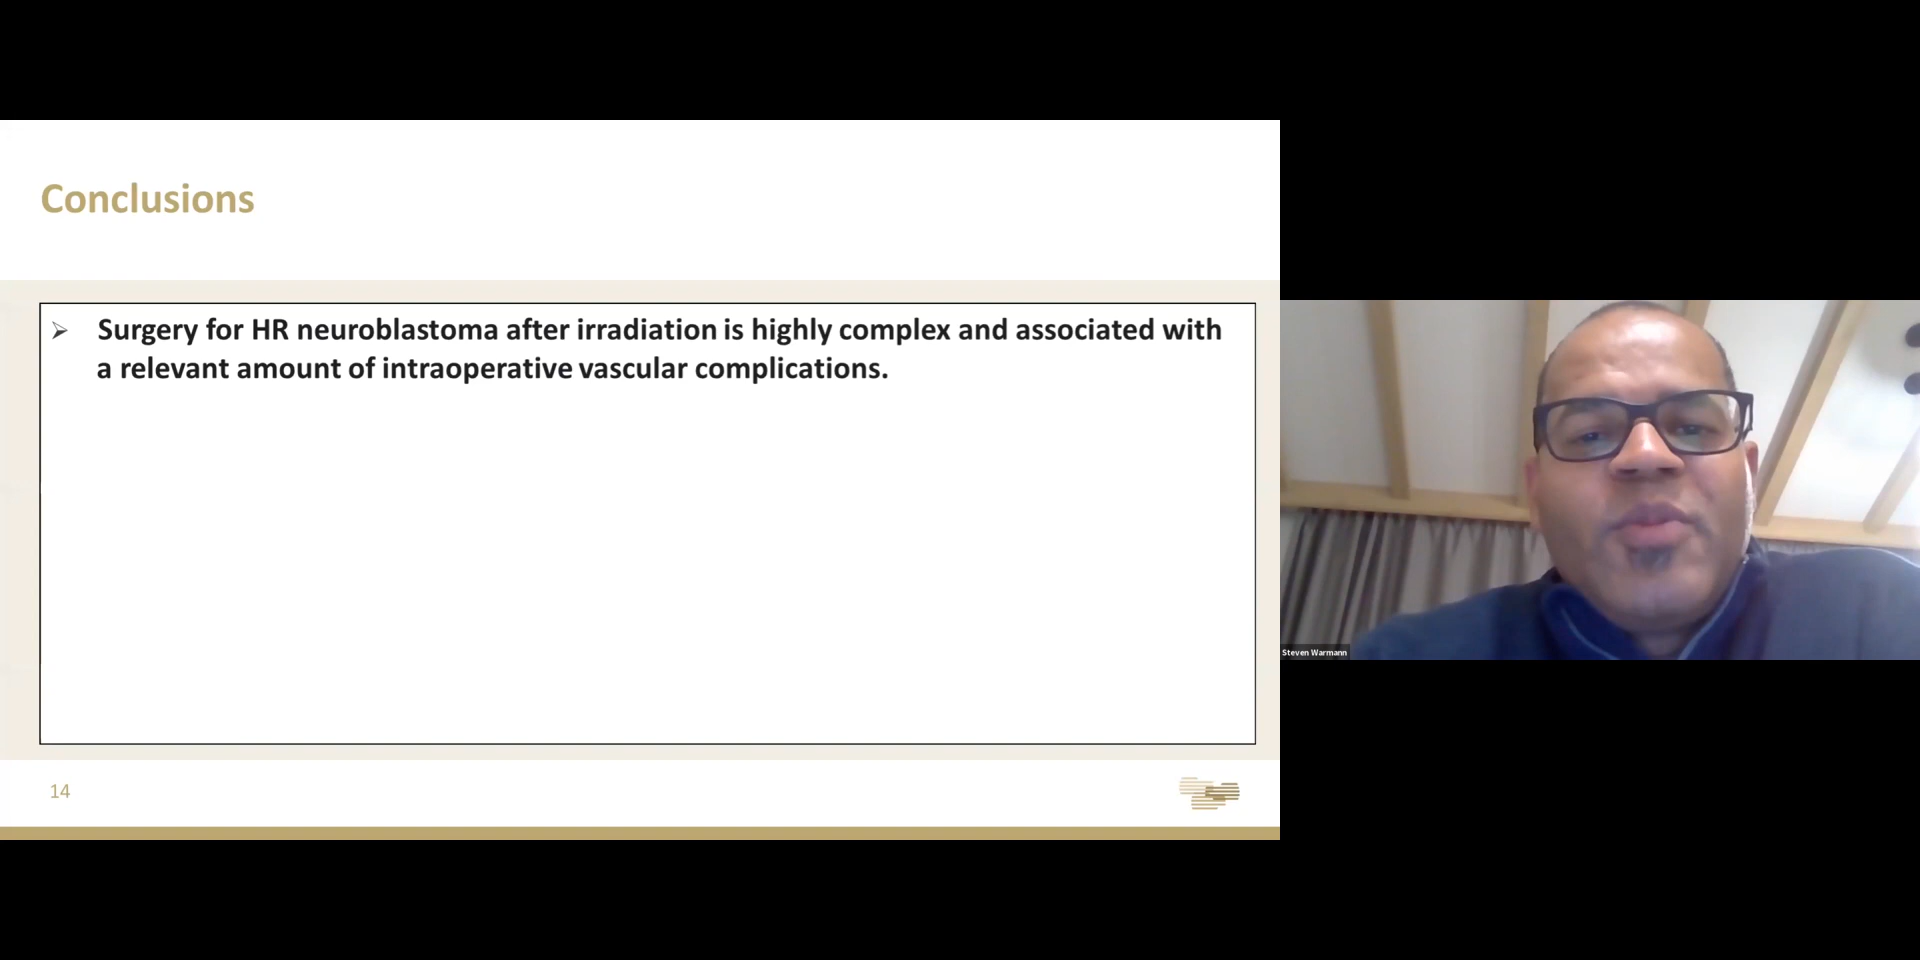 Conclusions
Surgery for HR neuroblastoma after irradiation is highly complex and associated with
a relevant amount of intraoperative vascular complications.
14
Steven Warmann